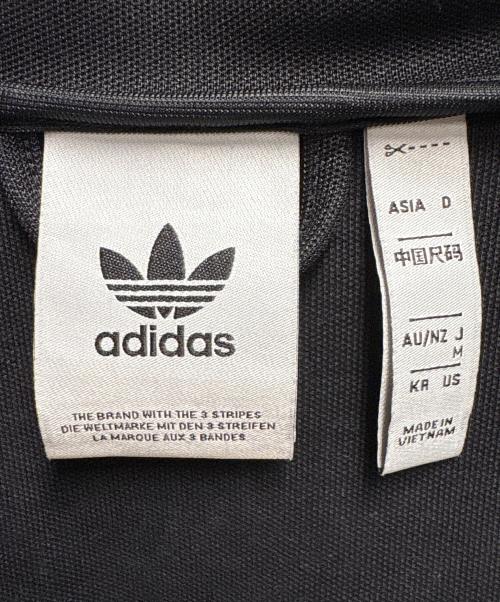 adidas
THE BRAND WITH THE 3 STRIPES
DIE WELTMARKE MIT DEN 3 STREIFEN
LA MARQUE AUX 3 BANDES
ASIA D
中国尺码
AU/NZ J
M
KR US
MADE IN
VIETNAM